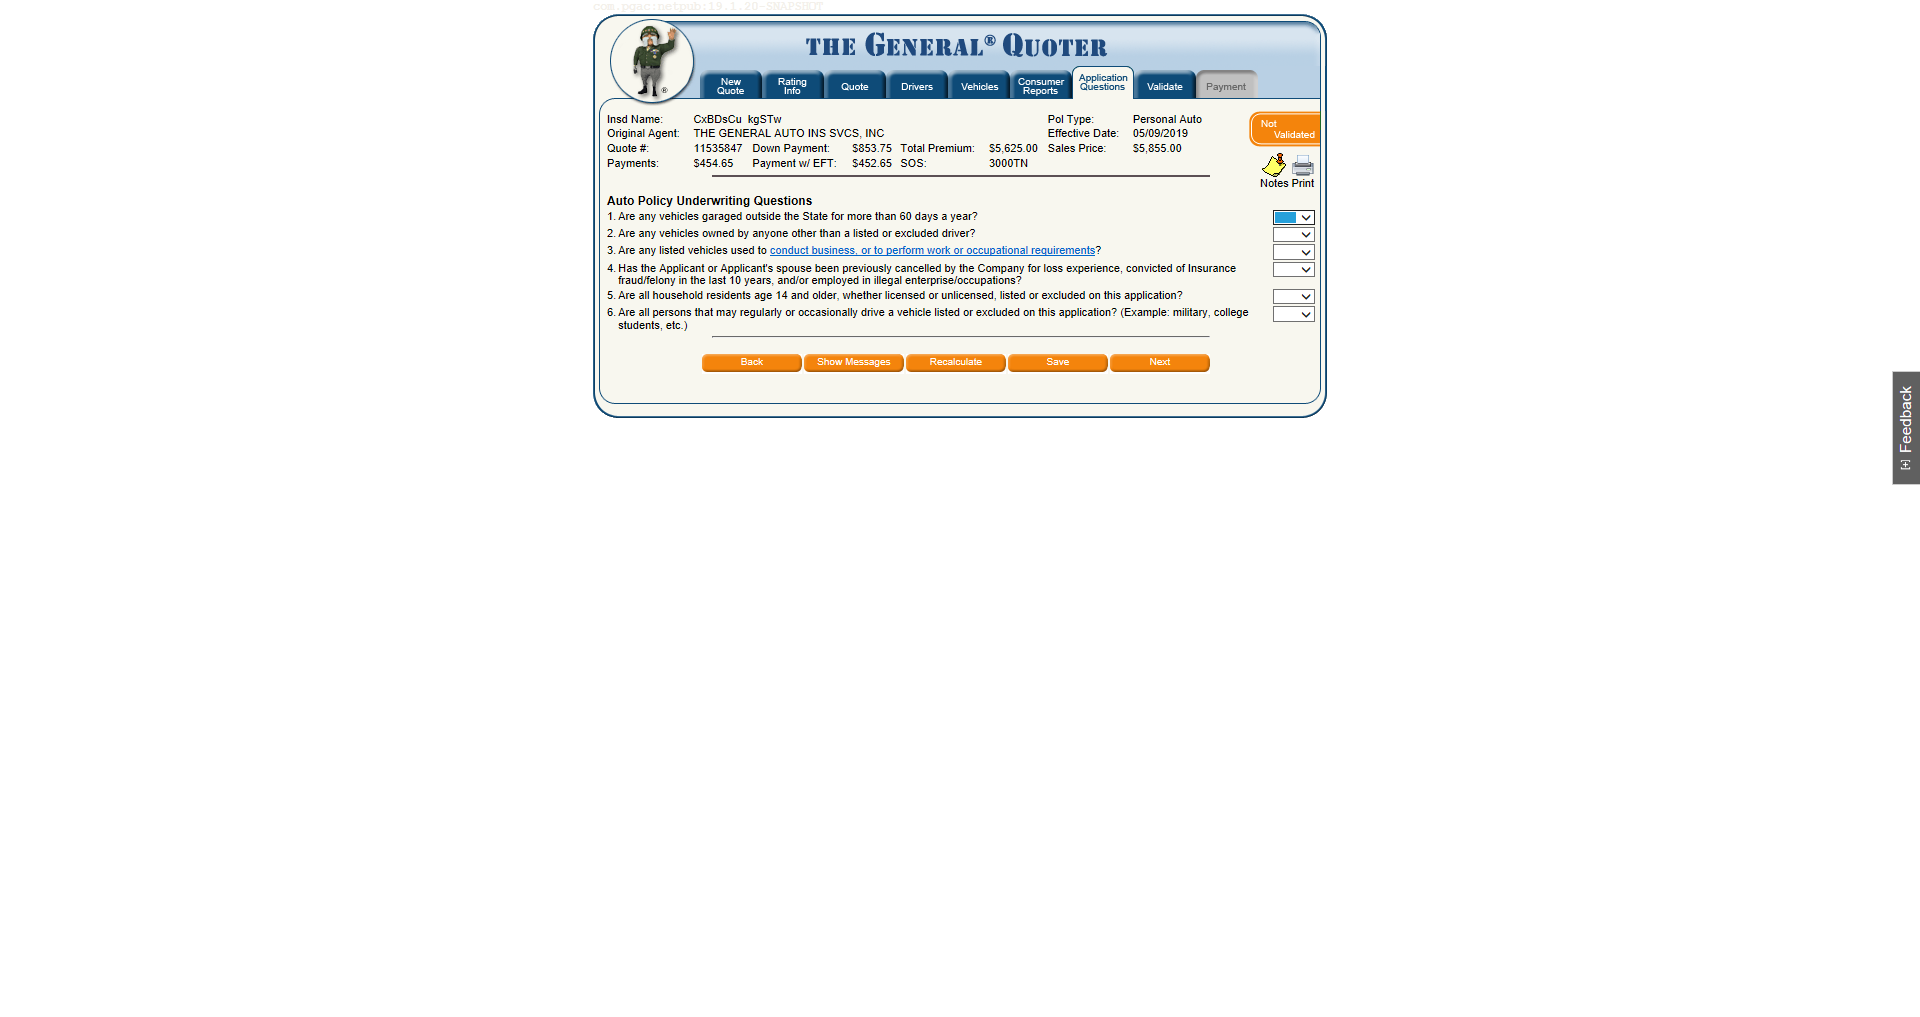 com.pgac:netpub:19.1.20-SNAPSHOT
THE GENERAL® QUOTER
New Quote
Rating Info
Quote
Drivers
Vehicles
Consumer Reports
Application Questions
Validate
Payment
®
Insd Name: CxBDsCu kgSTw Pol Type: Personal Auto
Not Validated
Original Agent: THE GENERAL AUTO INS SVCS, INC Effective Date: 05/09/2019
Quote #: 11535847 Down Payment: $853.75 Total Premium: $5,625.00 Sales Price: $5,855.00
Payments: $454.65 Payment w/ EFT: $452.65 SOS: 3000TN
Notes Print
Auto Policy Underwriting Questions
1. Are any vehicles garaged outside the State for more than 60 days a year?
2. Are any vehicles owned by anyone other than a listed or excluded driver?
3. Are any listed vehicles used to conduct business, or to perform work or occupational requirements?
4. Has the Applicant or Applicant's spouse been previously cancelled by the Company for loss experience, convicted of Insurance
fraud/felony in the last 10 years, and/or employed in illegal enterprise/occupations?
5. Are all household residents age 14 and older, whether licensed or unlicensed, listed or excluded on this application?
6. Are all persons that may regularly or occasionally drive a vehicle listed or excluded on this application? (Example: military, college
students, etc.)
Back Show Messages Recalculate Save Next
[+] Feedback